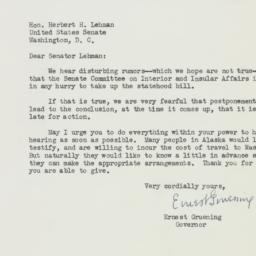 Hon. Herbert H. Lehman
United States Senate
Washington, D. C.
Dear Senator Lehman:
We hear disturbing rumors--which we hope are not true-
that the Senate Committee on Interior and Insular Affairs i
in any hurry to take up the statehood bill.
If that is true, we are very fearful that postponement
lead to the conclusion, at the time it comes up, that it is
late for action.
May I urge you to do everything within your power to h
hearing as soon as possible. Many people in Alaska would l
testify, and are willing to incur the cost of travel to Was
But naturally they would like to know a little in advance s
they can make the appropriate arrangements. Thank you for
you are able to give.
Very cordially yours,
Ernest Gruening
Ernest Gruening
Governor